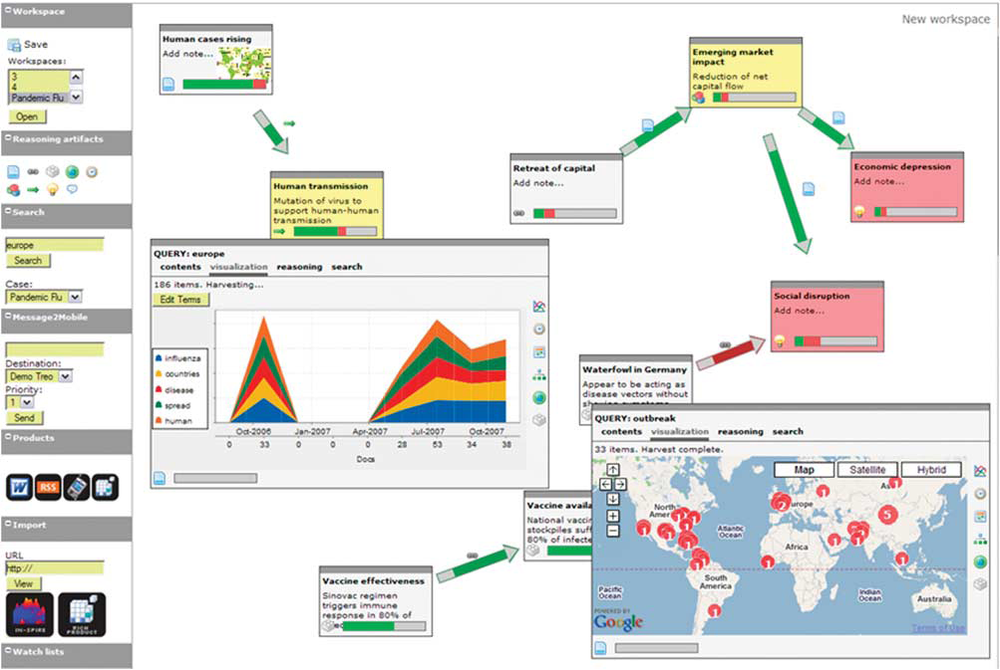 Workspace
Save
Workspaces:
3
4
Pandemic Flu
Open
Reasoning artifacts
Search
europe
Search
Case:
Pandemic Flu
Message2Mobile
Destination:
Demo Treo
Priority:
1
Send
Products
W
RSS
Import
URL
http://
View
IN-SPIRE
RICH
PRODUCT
Watch lists
New workspace
Human cases rising
Add note...
Human transmission
Mutation of virus to
support human-human
transmission
Emerging market
impact
Reduction of net
capital flow
Retreat of capital
Add note...
Economic depression
Add note...
Social disruption
Add note...
QUERY: europe
contents visualization reasoning search
186 items. Harvesting...
Edit Terms
influenza
countries
disease
spread
human
Oct-2006 Jan-2007 Apr-2007 Jul-2007 Oct-2007
0 33 0 0 0 28 53 34 38
Docs
Waterfowl in Germany
Appear to be acting as
disease vectors without
QUERY: outbreak
contents visualization reasoning search
33 items. Harvest complete.
Map Satellite Hybrid
North
Europe
Atlantic
Ocean
Africa
South
America
Pacific
Ocean
Indian
Ocean
Australia
5
POWERED BY
Google
Terms of Use
Vaccine
National
stockpiles
80% of
Vaccine effectiveness
Sinovac regimen
triggers immune
response in 80% of